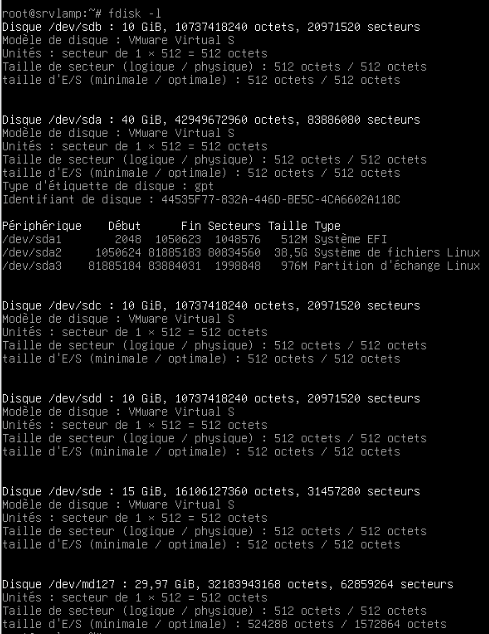 root@srvlamp:~# fdisk -l
Disque /dev/sdb : 10 GiB, 10737418240 octets, 20971520 secteurs
Modèle de disque : VMware Virtual S
Unités : secteur de 1 × 512 = 512 octets
Taille de secteur (logique / physique) : 512 octets / 512 octets
taille d'E/S (minimale / optimale) : 512 octets / 512 octets
Disque /dev/sda : 40 GiB, 42949672960 octets, 83886080 secteurs
Modèle de disque : VMware Virtual S
Unités : secteur de 1 × 512 = 512 octets
Taille de secteur (logique / physique) : 512 octets / 512 octets
taille d'E/S (minimale / optimale) : 512 octets / 512 octets
Type d'étiquette de disque : gpt
Identifiant de disque : 44535F77-832A-446D-BE5C-4CA6602A118C
Périphérique Début Fin Secteurs Taille Type
/dev/sda1 2048 1050623 1048576 512M Système EFI
/dev/sda2 1050624 81885183 80834560 38,5G Système de fichiers Linux
/dev/sda3 81885184 83884031 1998848 976M Partition d'échange Linux
Disque /dev/sdc : 10 GiB, 10737418240 octets, 20971520 secteurs
Modèle de disque : VMware Virtual S
Unités : secteur de 1 × 512 = 512 octets
Taille de secteur (logique / physique) : 512 octets / 512 octets
taille d'E/S (minimale / optimale) : 512 octets / 512 octets
Disque /dev/sdd : 10 GiB, 10737418240 octets, 20971520 secteurs
Modèle de disque : VMware Virtual S
Unités : secteur de 1 × 512 = 512 octets
Taille de secteur (logique / physique) : 512 octets / 512 octets
taille d'E/S (minimale / optimale) : 512 octets / 512 octets
Disque /dev/sde : 15 GiB, 16106127360 octets, 31457280 secteurs
Modèle de disque : VMware Virtual S
Unités : secteur de 1 × 512 = 512 octets
Taille de secteur (logique / physique) : 512 octets / 512 octets
taille d'E/S (minimale / optimale) : 512 octets / 512 octets
Disque /dev/md127 : 29,97 GiB, 32183943168 octets, 62859264 secteurs
Unités : secteur de 1 × 512 = 512 octets
Taille de secteur (logique / physique) : 512 octets / 512 octets
taille d'E/S (minimale / optimale) : 524288 octets / 1572864 octets